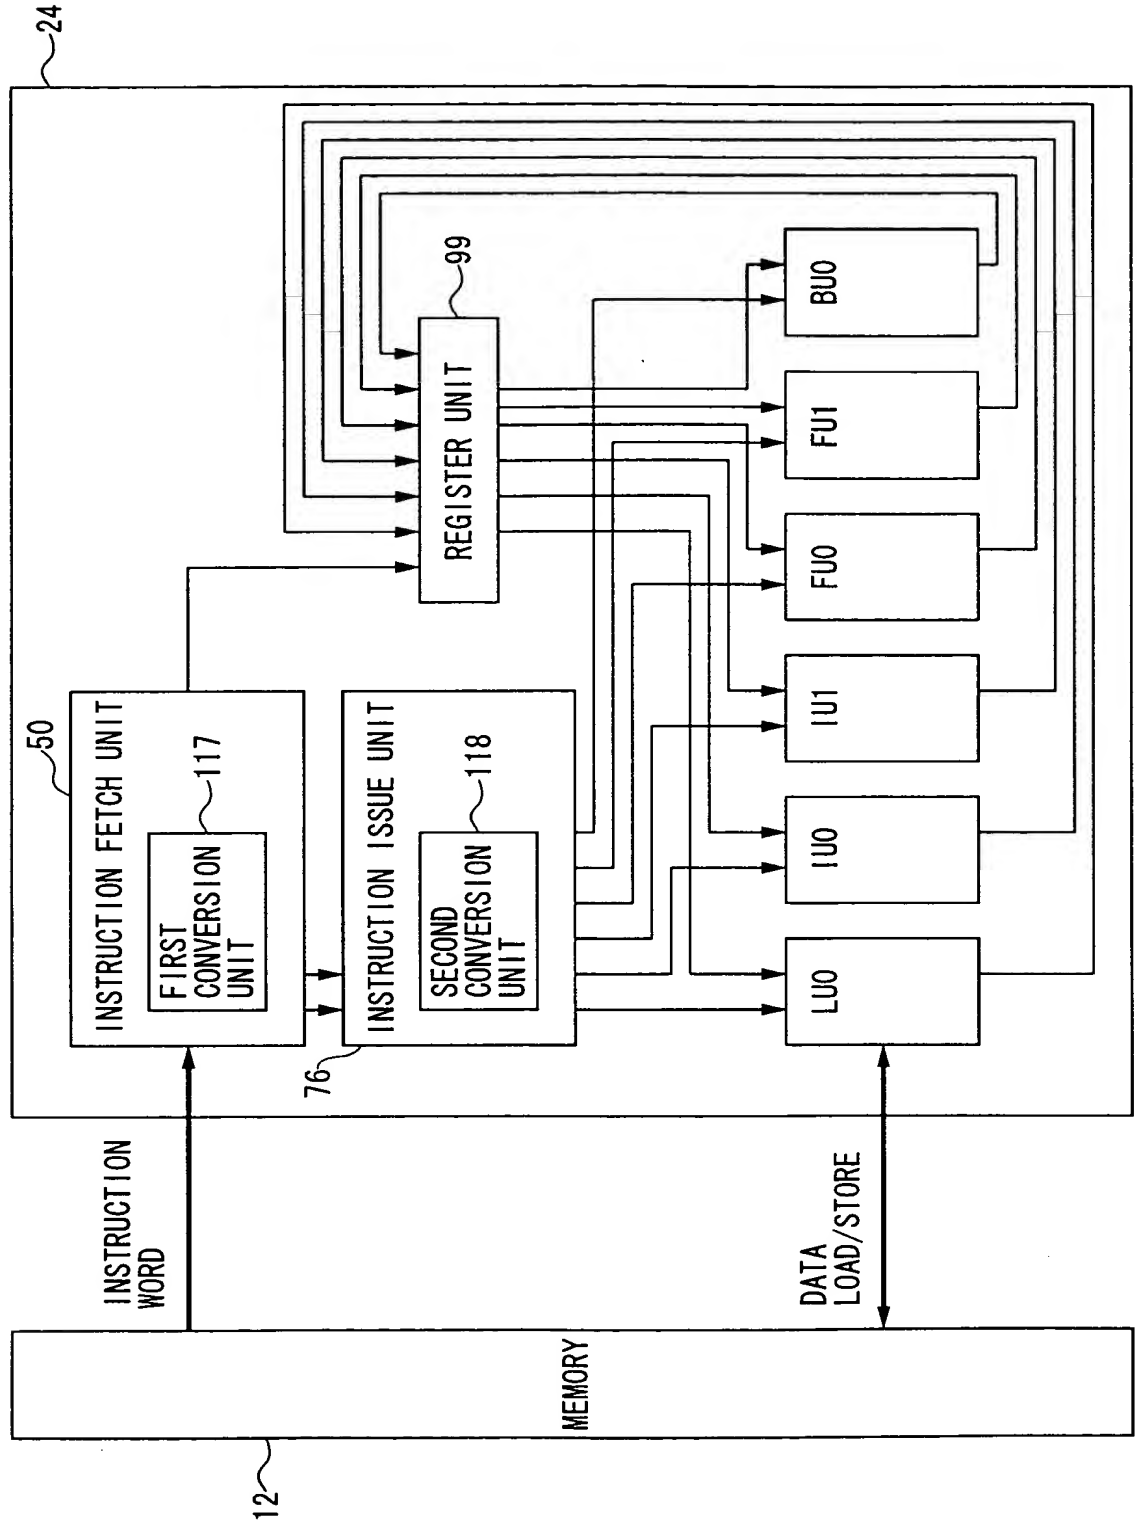 24
50
INSTRUCTION FETCH UNIT
117
FIRST
CONVERSION
UNIT
76
INSTRUCTION ISSUE UNIT
118
SECOND
CONVERSION
UNIT
99
REGISTER UNIT
LU0
IU0
IU1
FU0
FU1
BU0
INSTRUCTION
WORD
DATA
LOAD/STORE
MEMORY
12